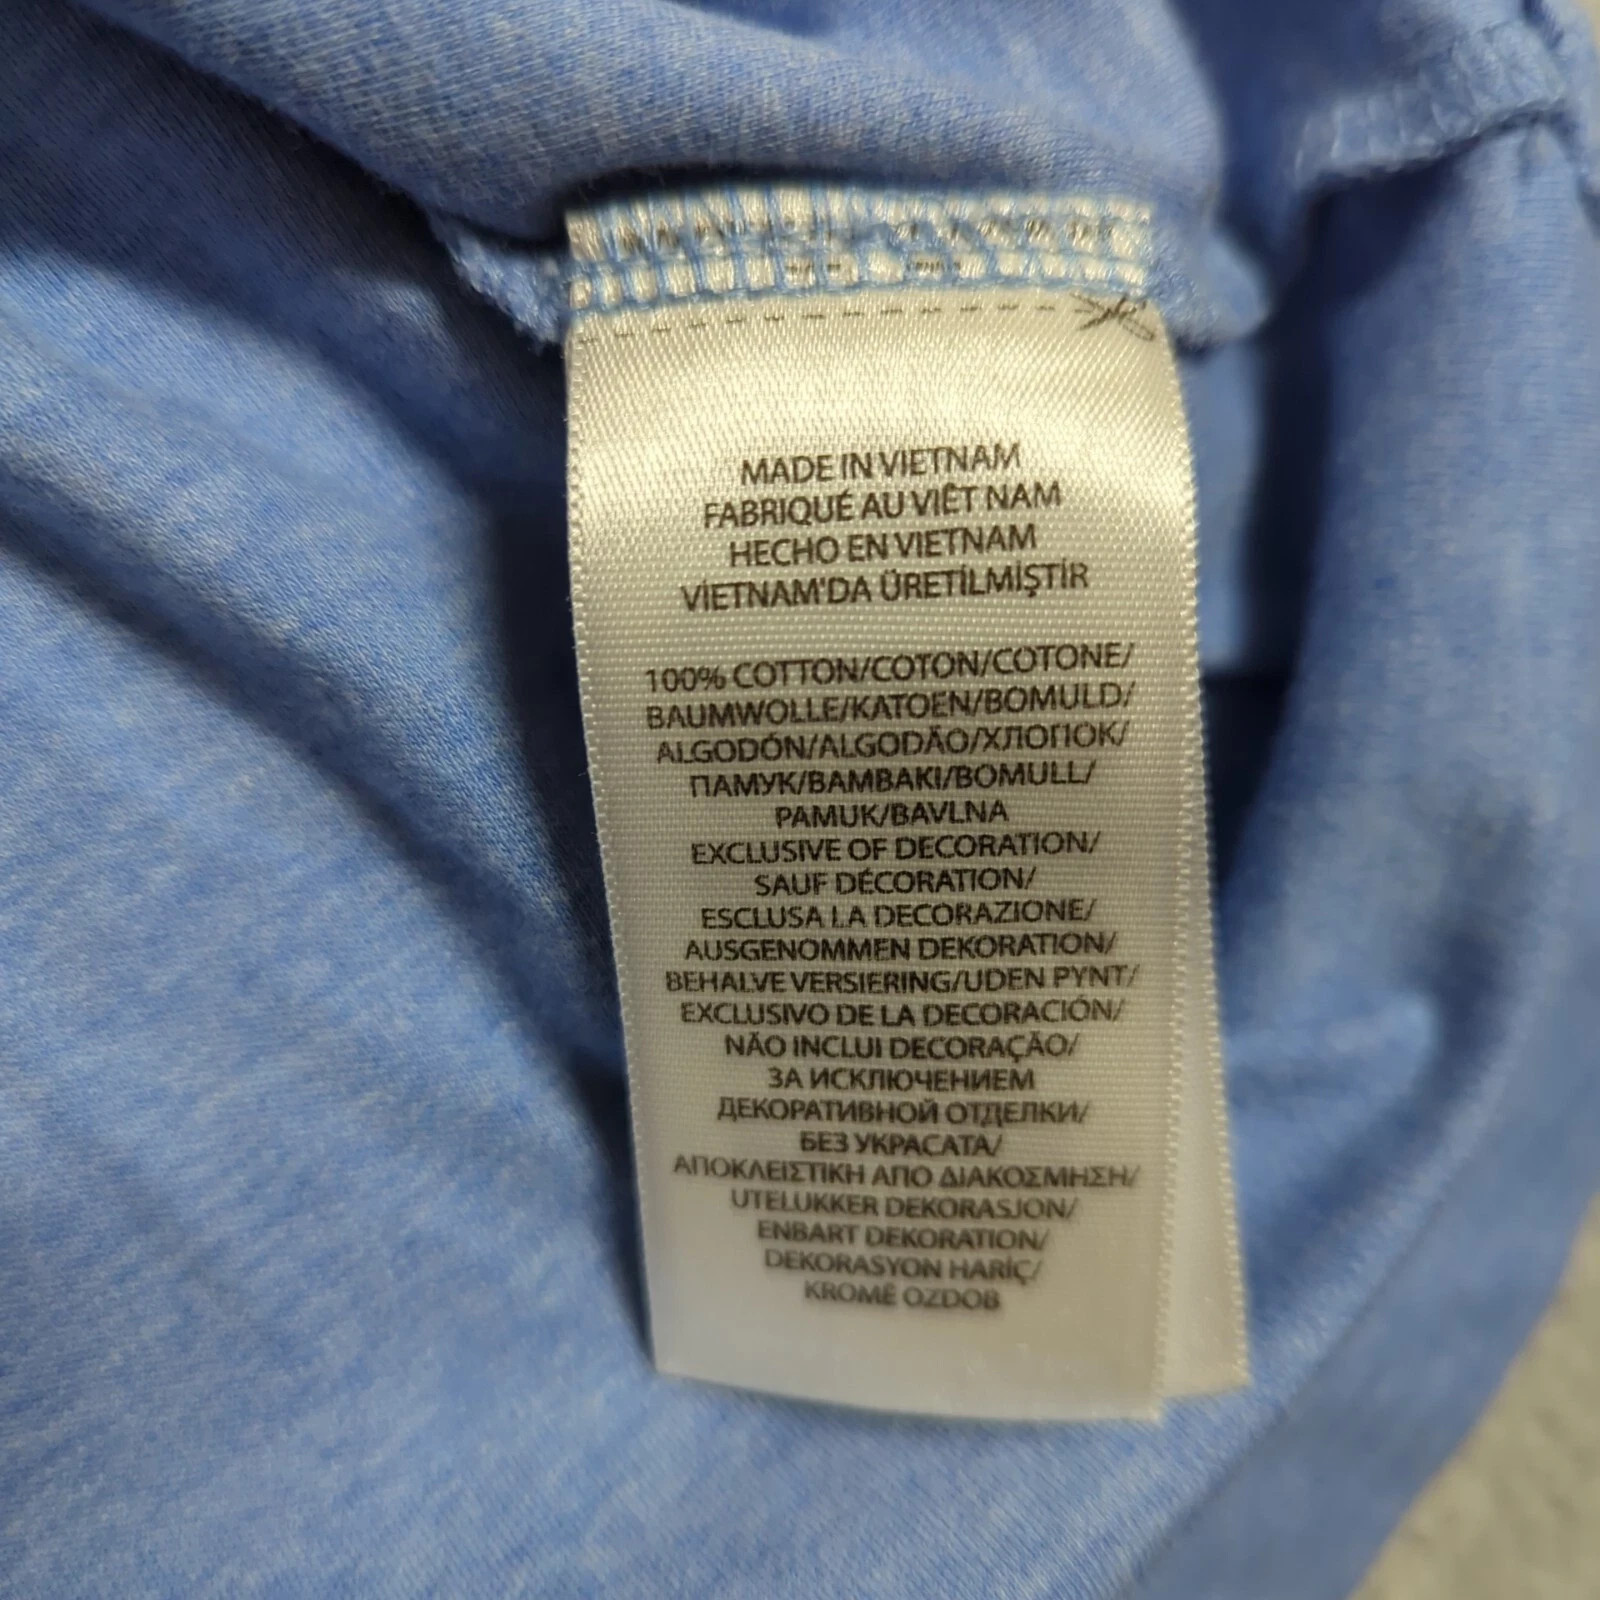 MADE IN VIETNAM
FABRIQUÉ AU VIÊT NAM
HECHO EN VIETNAM
VİETNAM'DA ÜRETİLMİŞTİR
100% COTTON/COTON/COTONE/
BAUMWOLLE/KATOEN/BOMULD/
ALGODÓN/ALGODÃO/ХЛОПОК/
ПАМУК/ΒΑΜΒΑΚΙ/BOMULL/
PAMUK/BAVLNA
EXCLUSIVE OF DECORATION/
SAUF DÉCORATION/
ESCLUSA LA DECORAZIONE/
AUSGENOMMEN DEKORATION/
BEHALVE VERSIERING/UDEN PYNT/
EXCLUSIVO DE LA DECORACIÓN/
NÃO INCLUI DECORAÇÃO/
ЗА ИСКЛЮЧЕНИЕМ
ДЕКОРАТИВНОЙ ОТДЕЛКИ/
БЕЗ УКРАСАТА/
ΑΠΟΚΛΕΙΣΤΙΚΗ ΑΠΟ ΔΙΑΚΟΣΜΗΣΗ/
UTELUKKER DEKORASJON/
ENBART DEKORATION/
DEKORASYON HARİÇ/
KROMĚ OZDOB